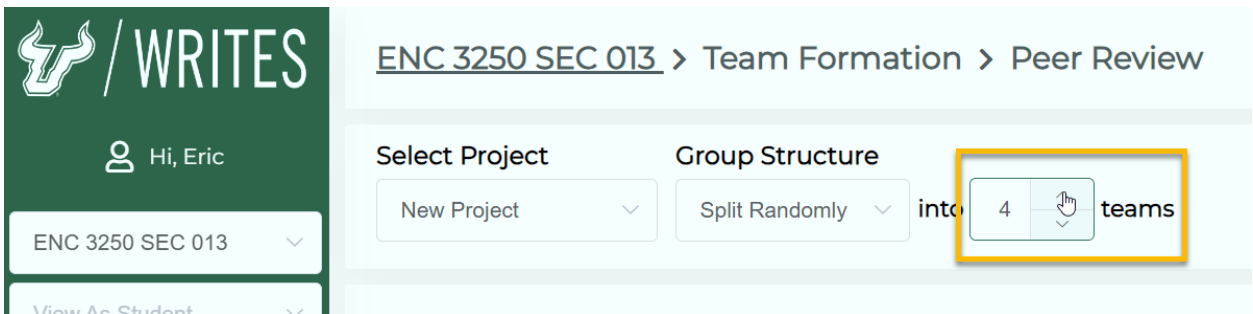 /WRITES
Hi, Eric
ENC 3250 SEC 013
View As Student
ENC 3250 SEC 013 > Team Formation > Peer Review
Select Project
Group Structure
New Project
Split Randomly
into
4
teams